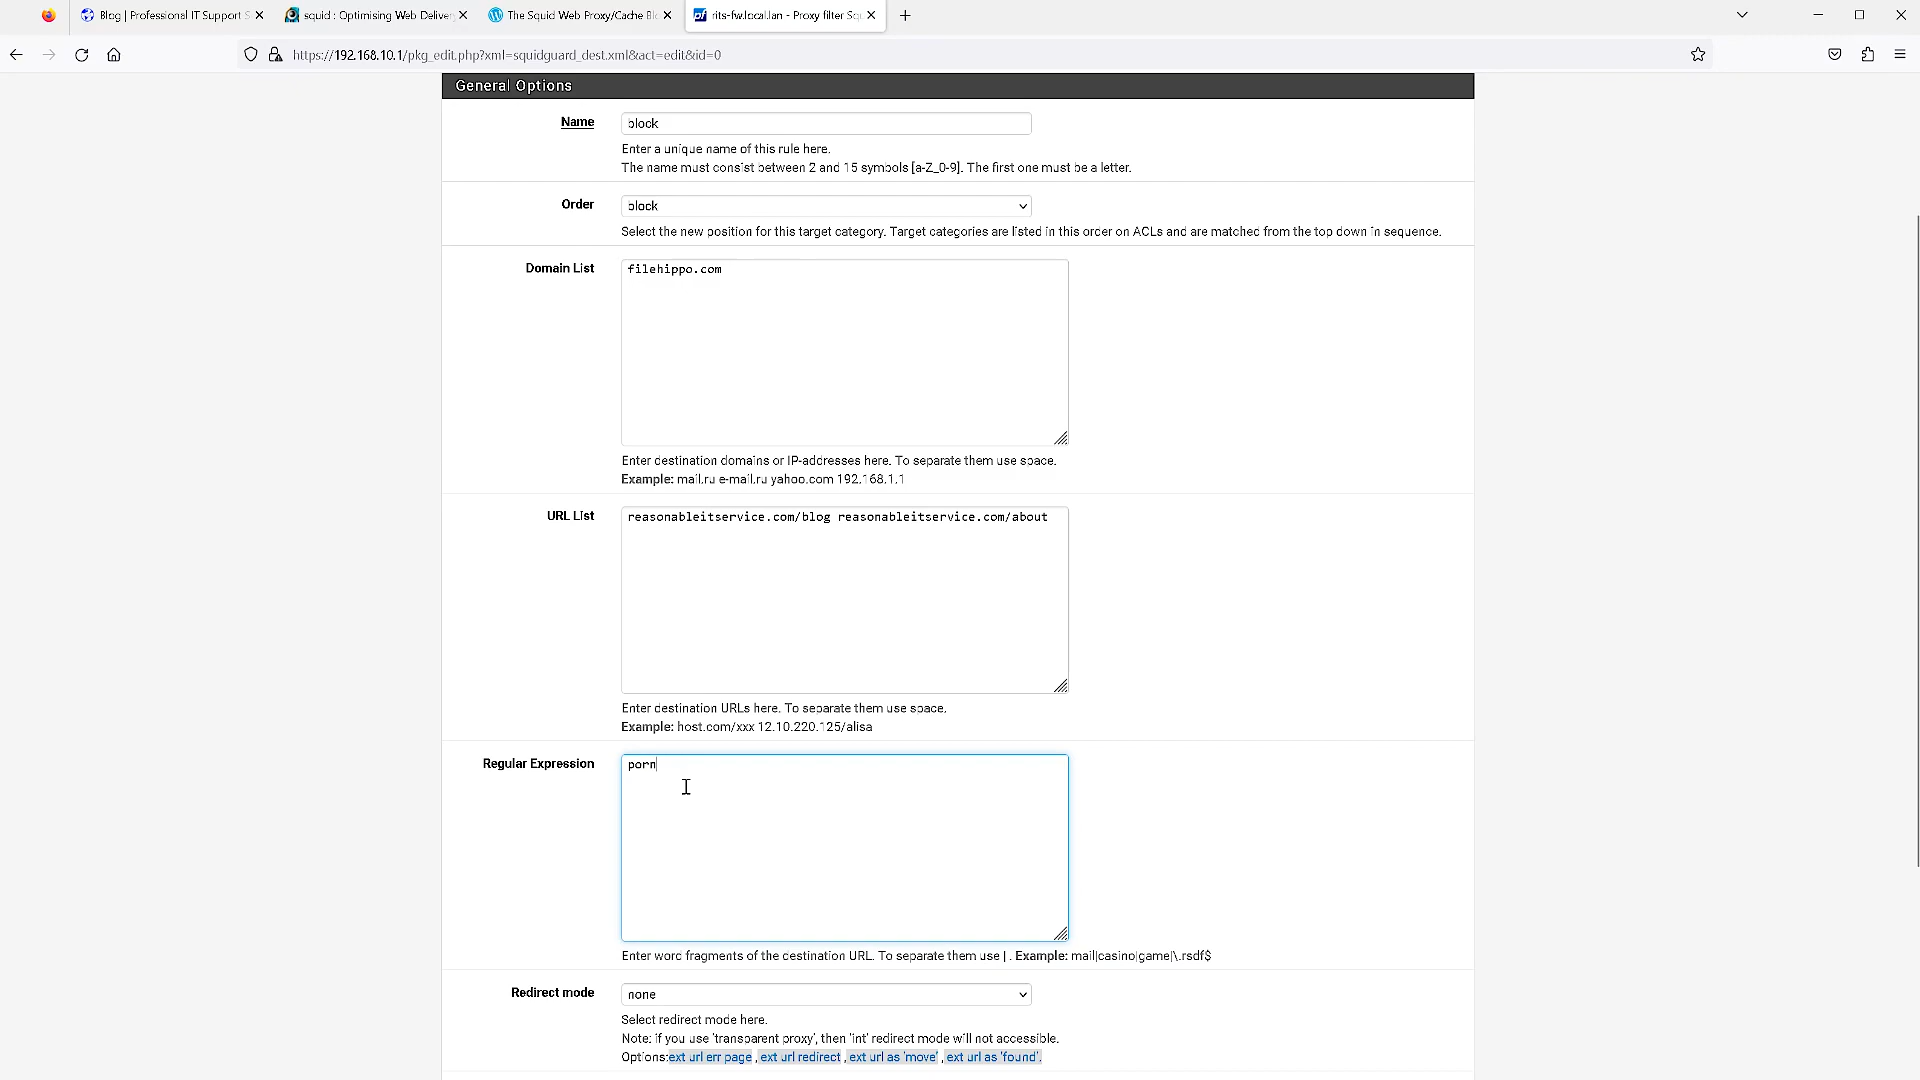 Blog | Professional IT Support S
squid : Optimising Web Delivery
The Squid Web Proxy/Cache Bl
rits-fw.local.lan - Proxy filter Squ
https://192.168.10.1/pkg_edit.php?xml=squidguard_dest.xml&act=edit&id=0
General Options
Name
block
Enter a unique name of this rule here.
The name must consist between 2 and 15 symbols [a-Z_0-9]. The first one must be a letter.
Order
block
Select the new position for this target category. Target categories are listed in this order on ACLs and are matched from the top down in sequence.
Domain List
filehippo.com
Enter destination domains or IP-addresses here. To separate them use space.
Example: mail.ru e-mail.ru yahoo.com 192.168.1.1
URL List
reasonableitservice.com/blog reasonableitservice.com/about
Enter destination URLs here. To separate them use space.
Example: host.com/xxx 12.10.220.125/alisa
Regular Expression
porn
Enter word fragments of the destination URL. To separate them use | . Example: mail|casino|game|\.rsdf$
Redirect mode
none
Select redirect mode here.
Note: if you use 'transparent proxy', then 'int' redirect mode will not accessible.
Options:ext url err page , ext url redirect , ext url as 'move' , ext url as 'found'.